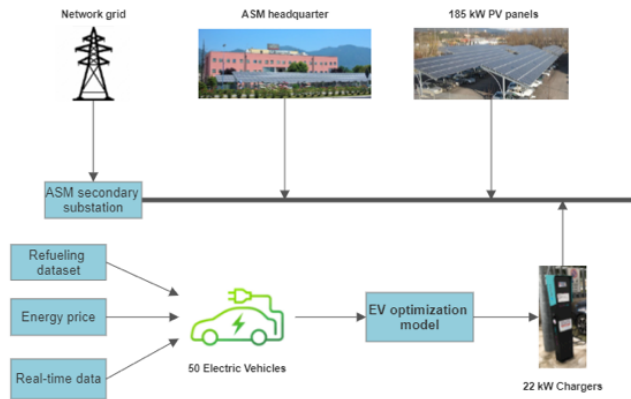 Network grid
ASM headquarter
185 kW PV panels
ASM secondary
substation
Refueling
dataset
Energy price
Real-time data
50 Electric Vehicles
EV optimization
model
22 kW Chargers